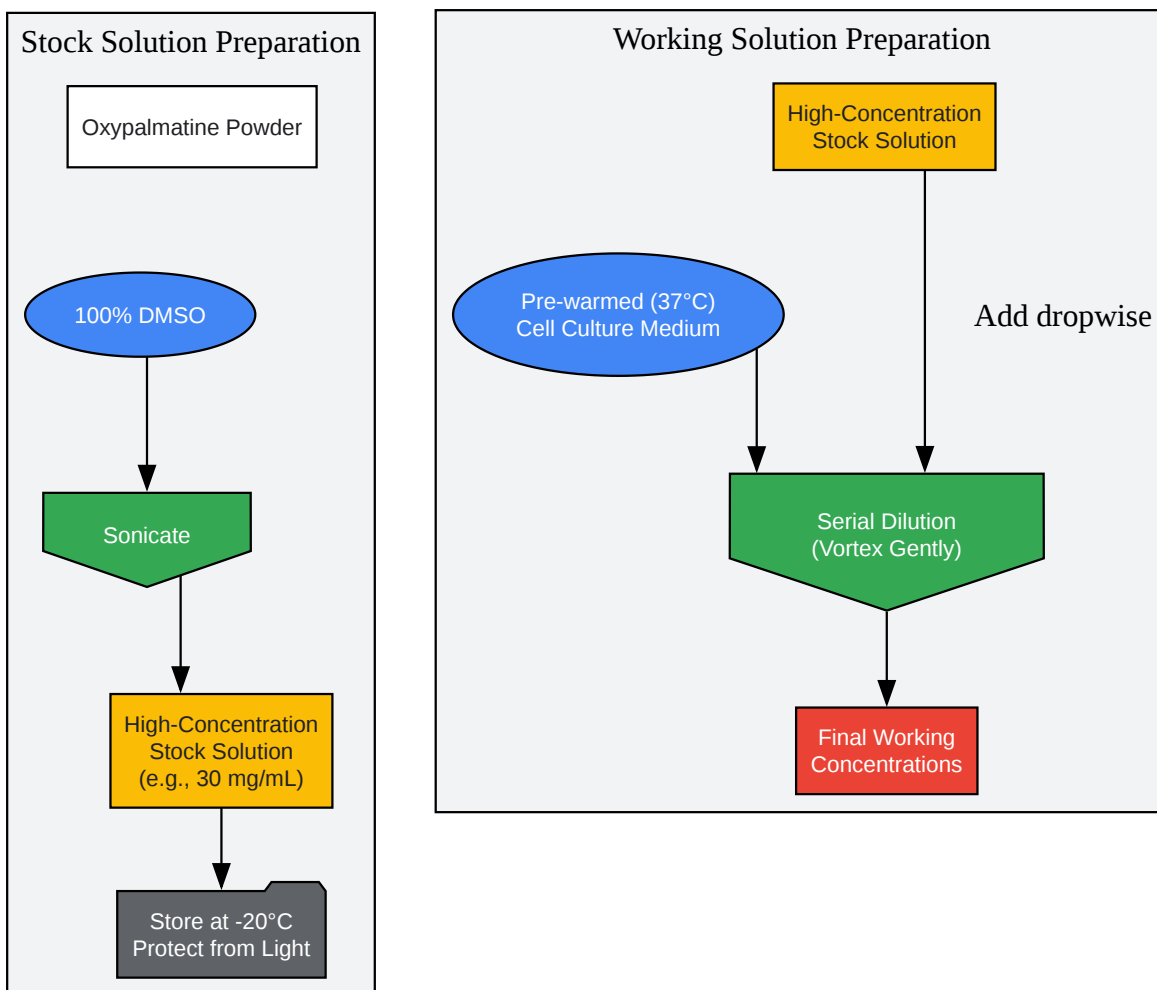 Stock Solution Preparation
Oxypalmatine Powder
100% DMSO
Sonicate
High-Concentration
Stock Solution
(e.g., 30 mg/mL)
Store at -20°C
Protect from Light
Working Solution Preparation
High-Concentration
Stock Solution
Pre-warmed (37°C)
Cell Culture Medium
Add dropwise
Serial Dilution
(Vortex Gently)
Final Working
Concentrations